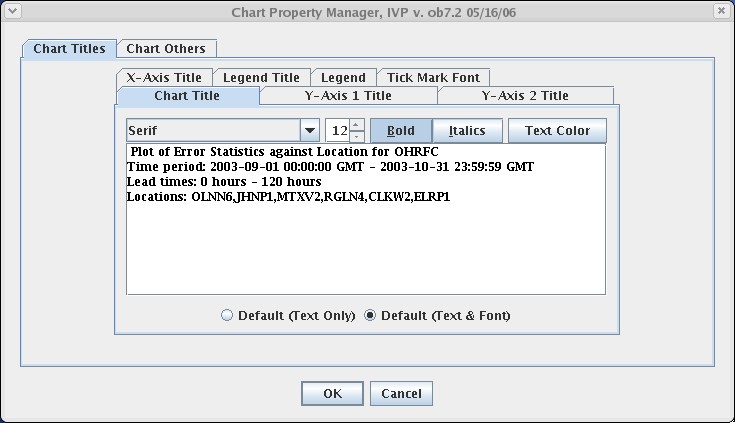 Chart Property Manager, IVP v. ob7.2 05/16/06
Chart Titles Chart Others
X-Axis Title Legend Title Legend Tick Mark Font
Chart Title Y-Axis 1 Title Y-Axis 2 Title
Serif 12 Bold Italics Text Color
Plot of Error Statistics against Location for OHRFC
Time period: 2003-09-01 00:00:00 GMT - 2003-10-31 23:59:59 GMT
Lead times: 0 hours - 120 hours
Locations: OLNN6,JHNP1,MTXV2,RGLN4,CLKW2,ELRP1
Default (Text Only) Default (Text & Font)
OK Cancel